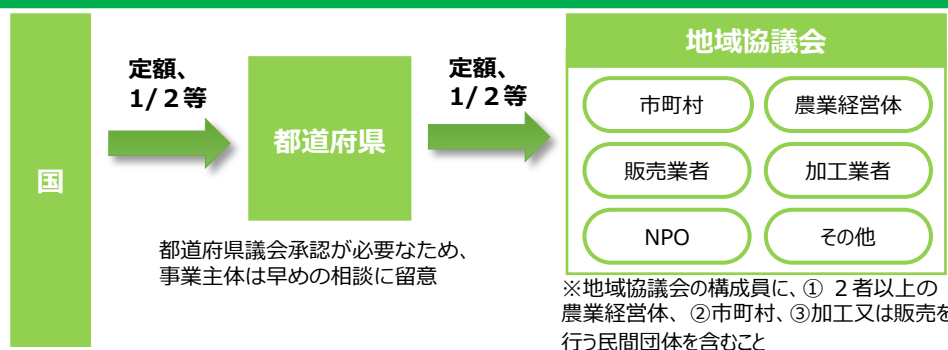 国
定額、
1/２等
都道府県
都道府県議会承認が必要なため、
事業主体は早めの相談に留意
定額、
1/２等
地域協議会
市町村
農業経営体
販売業者
加工業者
NPO
その他
※地域協議会の構成員に、① ２者以上の
農業経営体、②市町村、③加工又は販売を
行う民間団体を含むこと